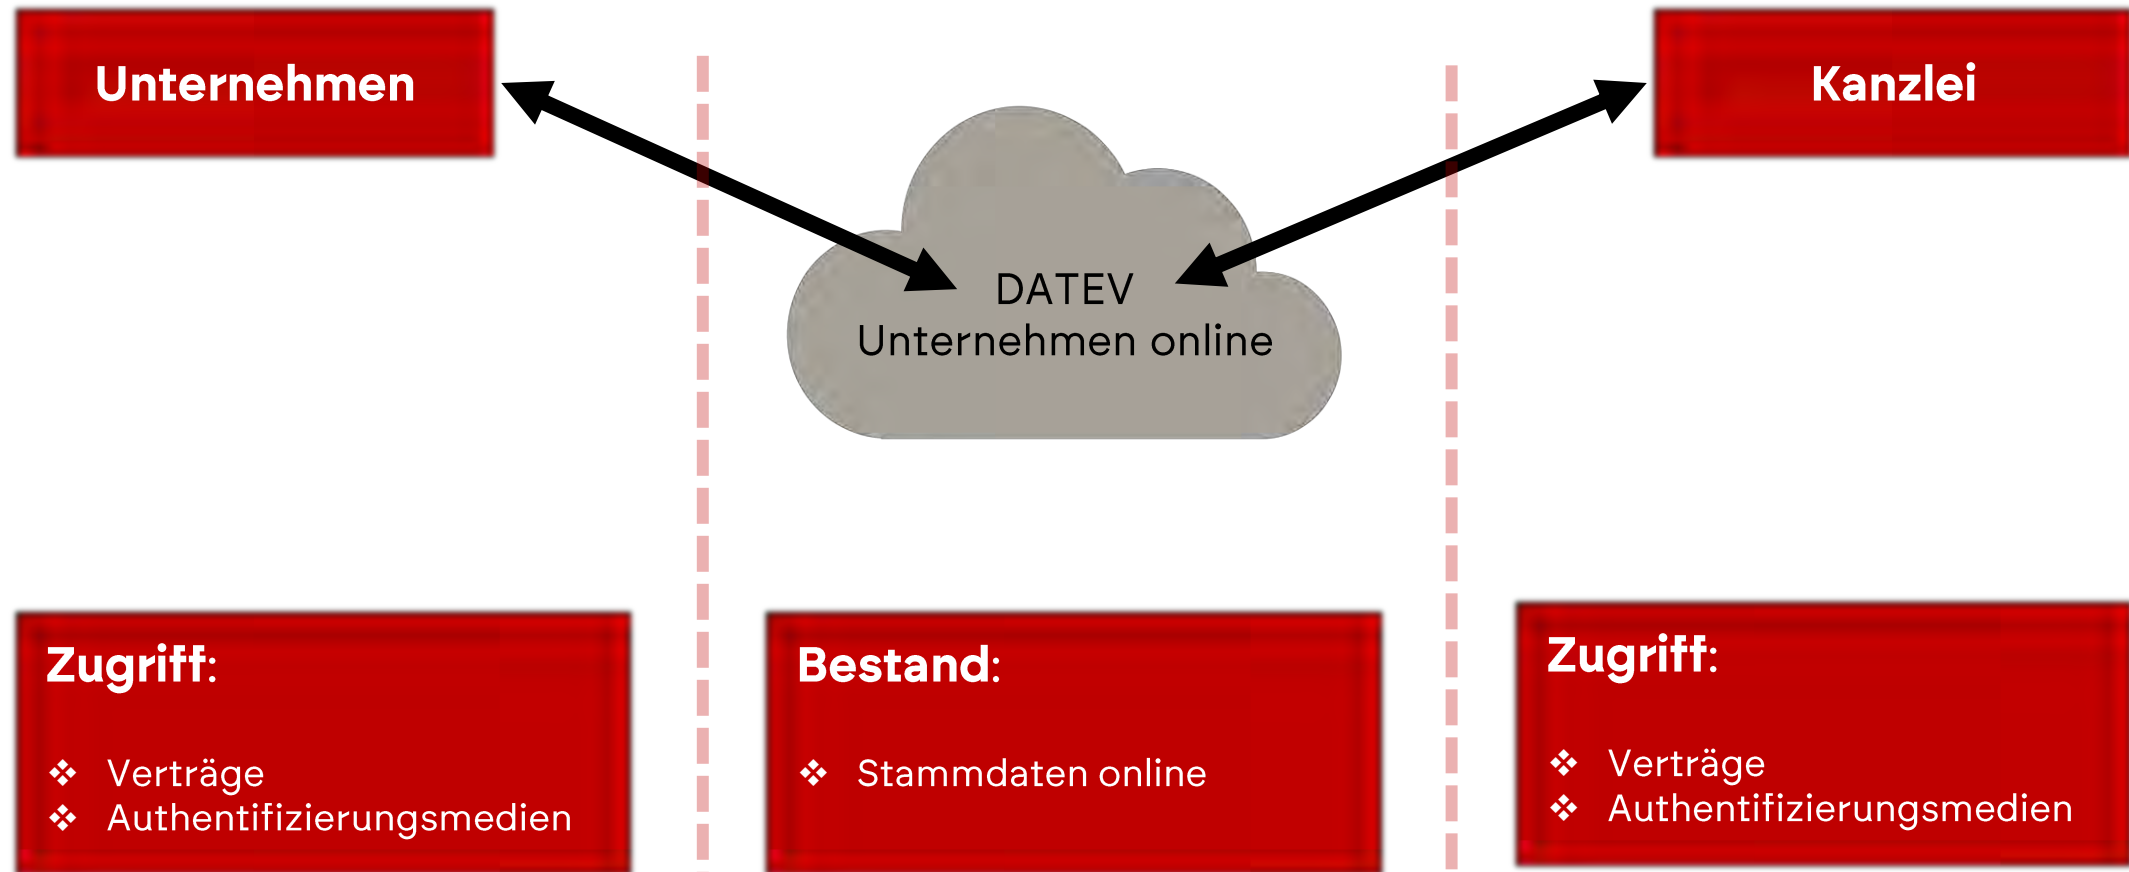 Unternehmen
Kanzlei
DATEV
Unternehmen online
Zugriff:
❖ Verträge
❖ Authentifizierungsmedien
Bestand:
❖ Stammdaten online
Zugriff:
❖ Verträge
❖ Authentifizierungsmedien